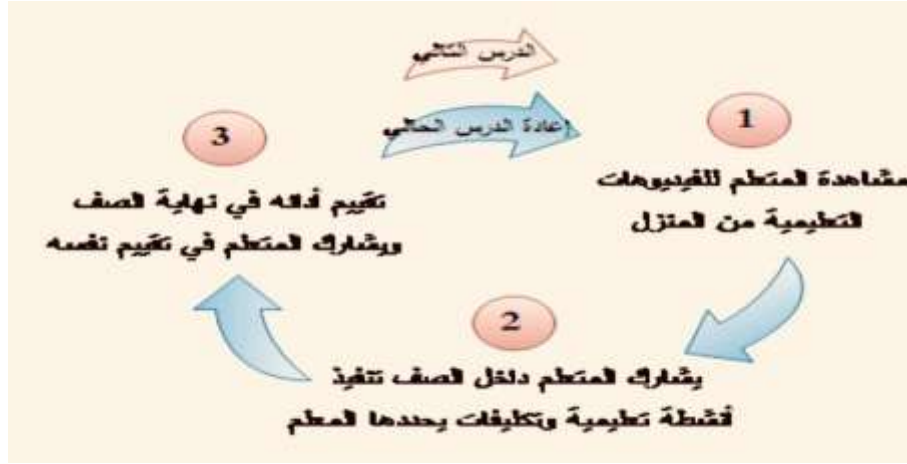 الدرس التالي
إعادة الدرس الحالي
1
مشاهدة المتعلم للفيديوهات
التعليمية من المنزل
2
يشارك المتعلم داخل الصف تنفيذ
أنشطة تعليمية وتكليفات يحددها المعلم
3
تقييم أدائه في نهاية الصف
ويشارك المتعلم في تقييم نفسه